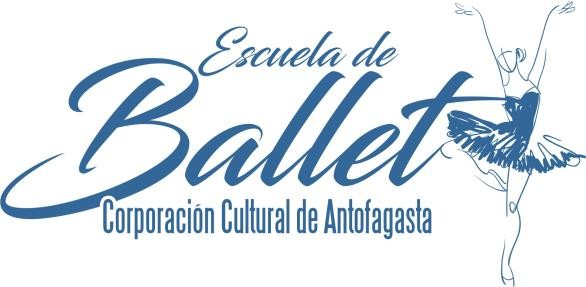 Escuela de
Ballet
Corporación Cultural de Antofagasta